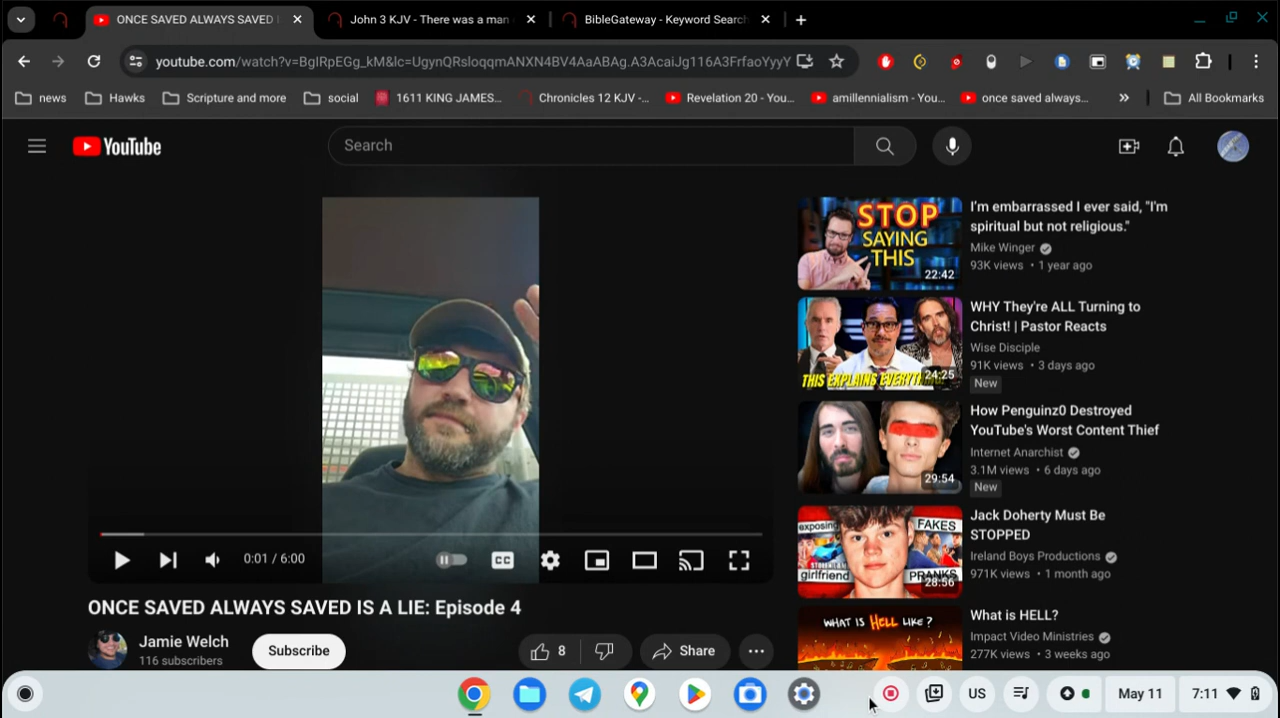 ONCE SAVED ALWAYS SAVED I
John 3 KJV - There was a man
BibleGateway - Keyword Search
youtube.com/watch?v=BglRpEGg_kM&lc=UgynQRsloqqmANXN4BV4AaABAg.A3AcaiJg116A3FrfaoYyyY
news
Hawks
Scripture and more
social
1611 KING JAMES...
Chronicles 12 KJV -...
Revelation 20 - You...
amillennialism - You...
once saved always...
All Bookmarks
YouTube
Search
STOP
SAYING
THIS
22:42
I'm embarrassed I ever said, "I'm
spiritual but not religious."
Mike Winger
93K views • 1 year ago
THIS EXPLAINS EVERYTHING
24:25
WHY They're ALL Turning to
Christ! | Pastor Reacts
Wise Disciple
91K views • 3 days ago
New
29:54
How Penguinz0 Destroyed
YouTube's Worst Content Thief
Internet Anarchist
3.1M views • 6 days ago
New
exposing
FAKES
girlfriend
PRANKS
28:56
Jack Doherty Must Be
STOPPED
Ireland Boys Productions
971K views • 1 month ago
WHAT IS HELL LIKE?
What is HELL?
Impact Video Ministries
277K views • 3 weeks ago
0:01 / 6:00
CC
ONCE SAVED ALWAYS SAVED IS A LIE: Episode 4
Jamie Welch
116 subscribers
Subscribe
8
Share
US
May 11
7:11